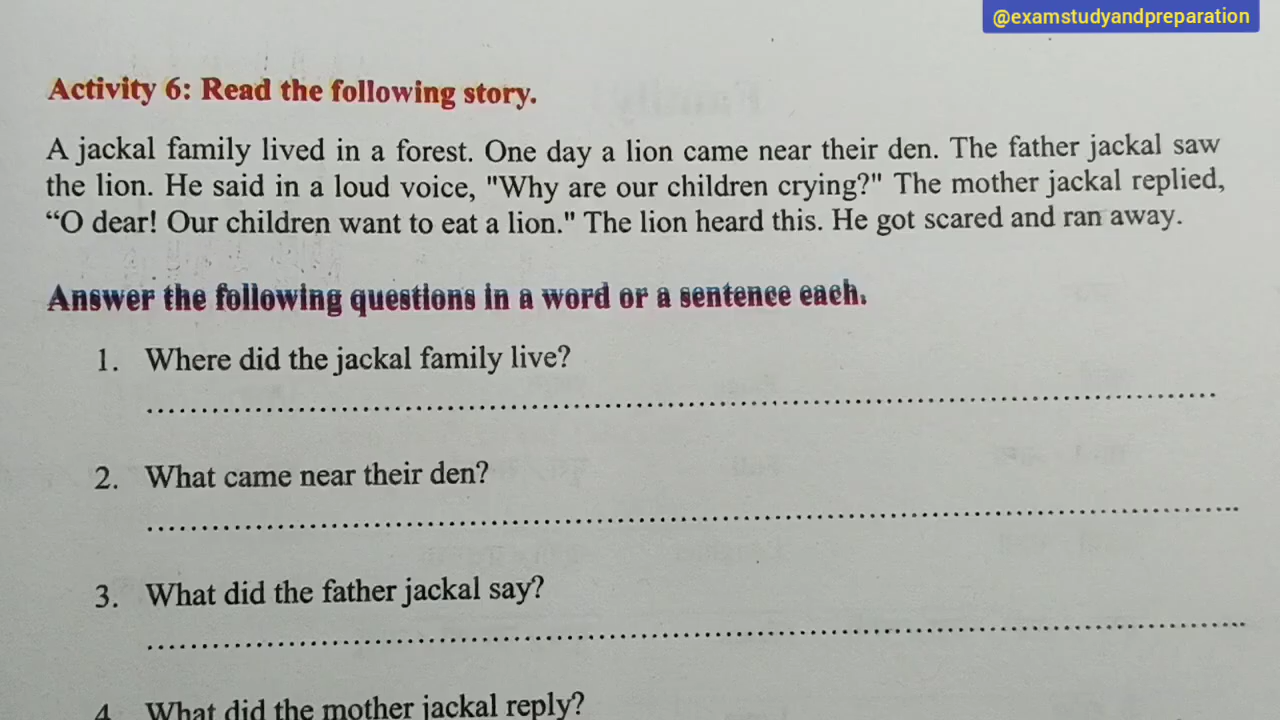 @examstudyandpreparation
Activity 6: Read the following story.
A jackal family lived in a forest. One day a lion came near their den. The father jackal saw
the lion. He said in a loud voice, "Why are our children crying?" The mother jackal replied,
“O dear! Our children want to eat a lion." The lion heard this. He got scared and ran away.
Answer the following questions in a word or a sentence each.
1. Where did the jackal family live?
2. What came near their den?
3. What did the father jackal say?
4. What did the mother jackal reply?